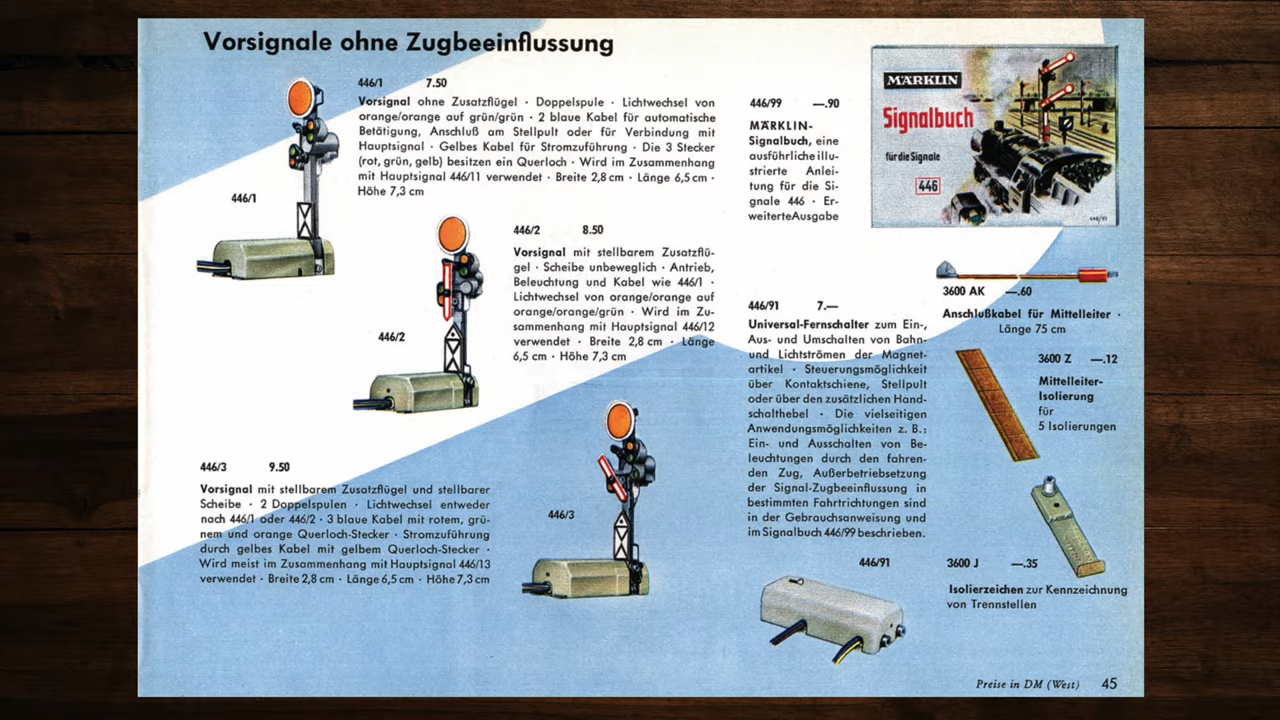 Vorsignale ohne Zugbeeinflussung
446/1 7.50
Vorsignal ohne Zusatzflügel · Doppelspule · Lichtwechsel von
orange/orange auf grün/grün · 2 blaue Kabel für automatische
Betätigung, Anschluß am Stellpult oder für Verbindung mit
Hauptsignal · Gelbes Kabel für Stromzuführung · Die 3 Stecker
(rot, grün, gelb) besitzen ein Querloch · Wird im Zusammenhang
mit Hauptsignal 446/11 verwendet · Breite 2,8 cm · Länge 6,5 cm ·
Höhe 7,3 cm
446/1
446/2 8.50
Vorsignal mit stellbarem Zusatzflü-
gel · Scheibe unbeweglich · Antrieb,
Beleuchtung und Kabel wie 446/1 ·
Lichtwechsel von orange/orange auf
orange/orange/grün · Wird im Zu-
sammenhang mit Hauptsignal 446/12
verwendet · Breite 2,8 cm · Länge
6,5 cm · Höhe 7,3 cm
446/2
446/3 9.50
Vorsignal mit stellbarem Zusatzflügel und stellbarer
Scheibe · 2 Doppelspulen · Lichtwechsel entweder
nach 446/1 oder 446/2 · 3 blaue Kabel mit rotem, grü-
nem und orange Querloch-Stecker · Stromzuführung
durch gelbes Kabel mit gelbem Querloch-Stecker ·
Wird meist im Zusammenhang mit Hauptsignal 446/13
verwendet · Breite 2,8 cm · Länge 6,5 cm · Höhe 7,3 cm
446/3
446/99 —.90
MÄRKLIN-
Signalbuch, eine
ausführliche illu-
strierte Anlei-
tung für die Si-
gnale 446 · Er-
weiterte Ausgabe
MÄRKLIN
Signalbuch
für die Signale
446
446/91 7.—
Universal-Fernschalter zum Ein-,
Aus- und Umschalten von Bahn-
und Lichtströmen der Magnet-
artikel · Steuerungsmöglichkeit
über Kontaktschiene, Stellpult
oder über den zusätzlichen Hand-
schalthebel · Die vielseitigen
Anwendungsmöglichkeiten z. B.:
Ein- und Ausschalten von Be-
leuchtungen durch den fahren-
den Zug, Außerbetriebsetzung
der Signal-Zugbeeinflussung in
bestimmten Fahrtrichtungen sind
in der Gebrauchsanweisung und
im Signalbuch 446/99 beschrieben.
446/91
3600 AK —.60
Anschlußkabel für Mittelleiter ·
Länge 75 cm
3600 Z —.12
Mittelleiter-
Isolierung
für
5 Isolierungen
3600 J —.35
Isolierzeichen zur Kennzeichnung
von Trennstellen
Preise in DM (West) 45